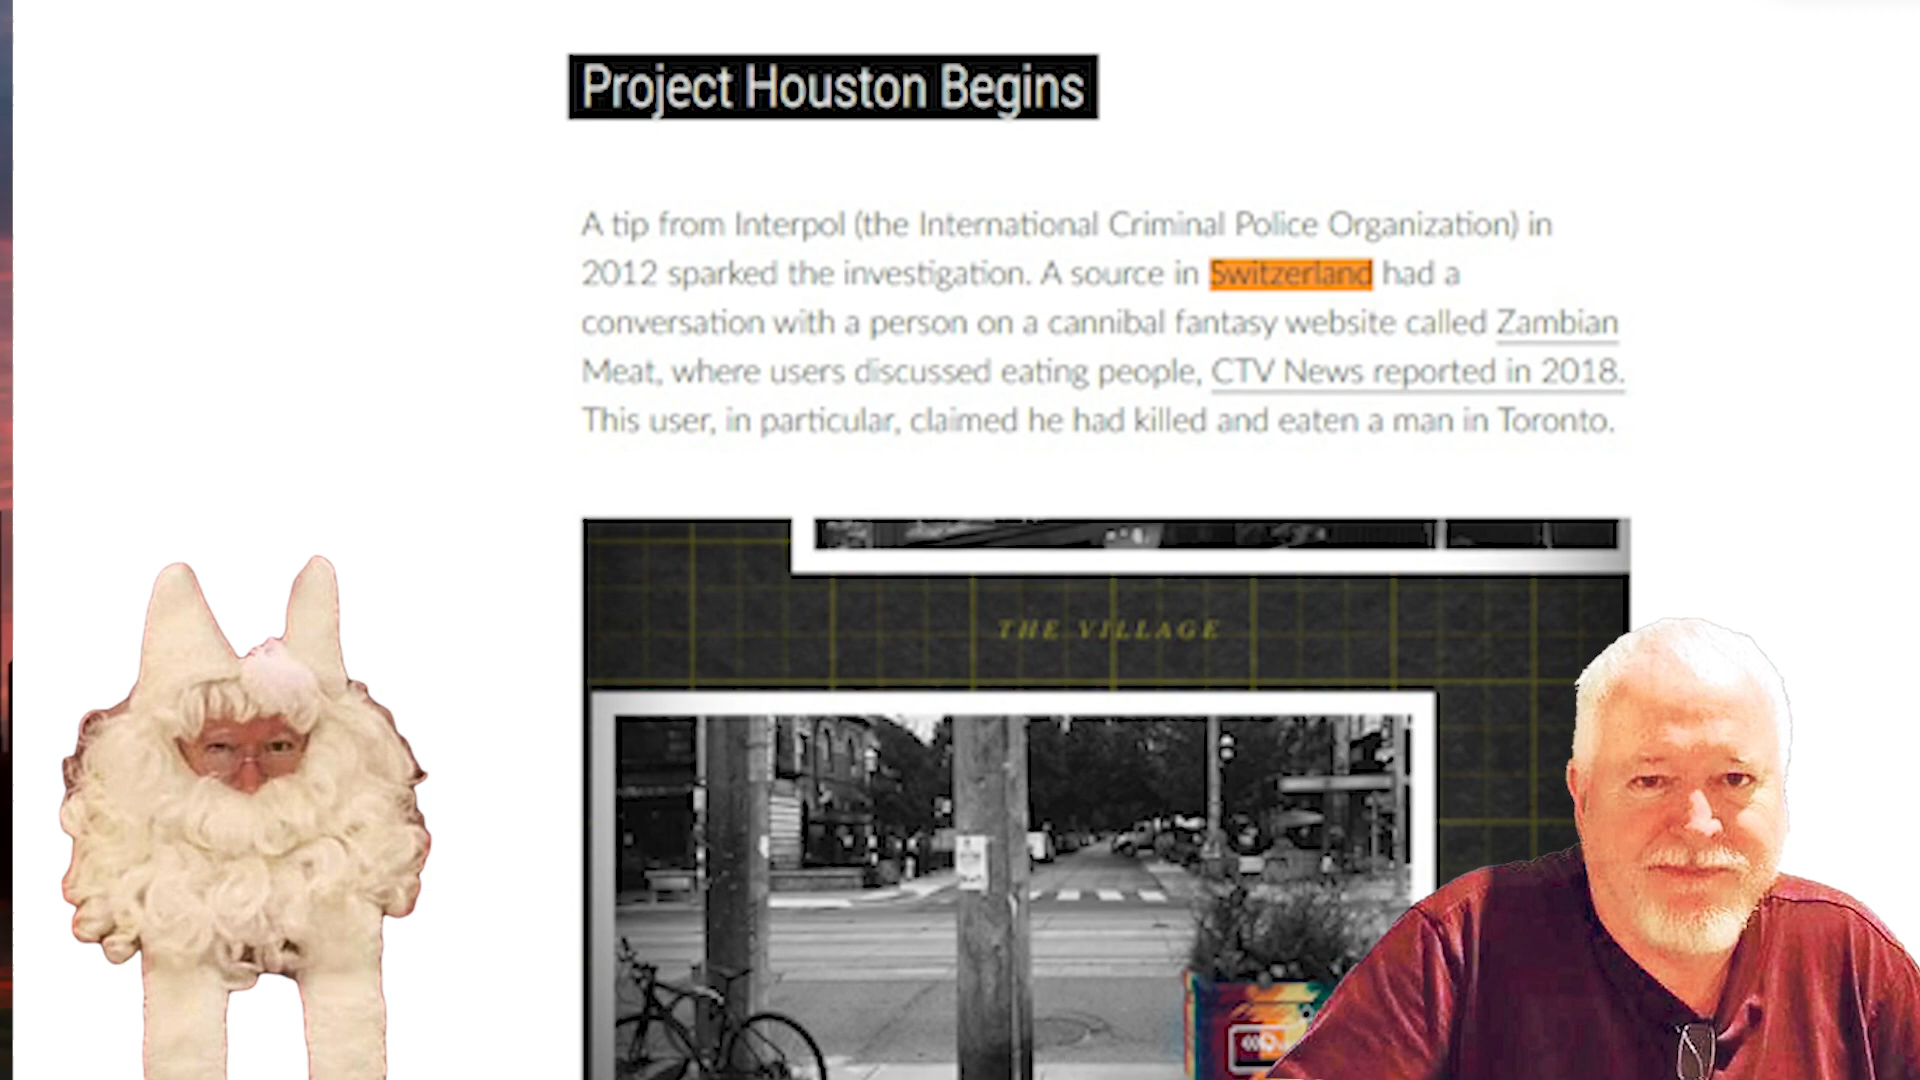 Project Houston Begins
A tip from Interpol (the International Criminal Police Organization) in
2012 sparked the investigation. A source in Switzerland had a
conversation with a person on a cannibal fantasy website called Zambian
Meat, where users discussed eating people, CTV News reported in 2018.
This user, in particular, claimed he had killed and eaten a man in Toronto.
THE VILLAGE